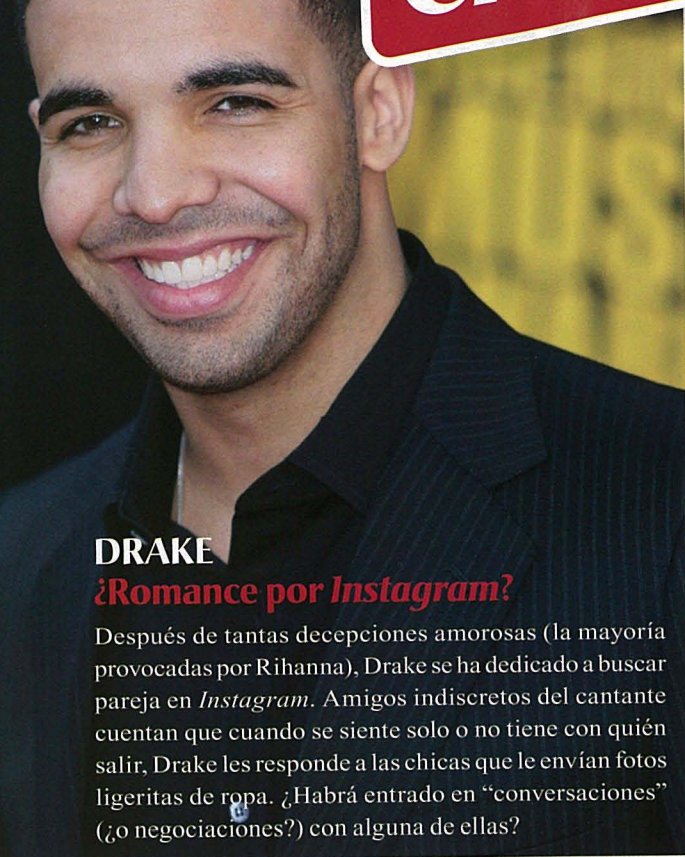 DRAKE
¿Romance por Instagram?
Después de tantas decepciones amorosas (la mayoría
provocadas por Rihanna), Drake se ha dedicado a buscar
pareja en Instagram. Amigos indiscretos del cantante
cuentan que cuando se siente solo o no tiene con quién
salir, Drake les responde a las chicas que le envían fotos
ligeritas de ropa. ¿Habrá entrado en “conversaciones”
(¿o negociaciones?) con alguna de ellas?